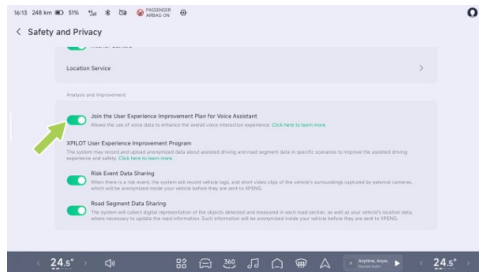 16:13 248 km 51% PASSENGER AIRBAG ON
Safety and Privacy
Location Service
Analysis and Improvement
Join the User Experience Improvement Plan for Voice Assistant
Allows the use of voice data to enhance the overall voice interaction experience. Click here to learn more.
XPILOT User Experience Improvement Program
The system may record and upload anonymized data about assisted driving and road segment data in specific scenarios to improve the assisted driving
experience and safety. Click here to learn more.
Risk Event Data Sharing
When there is a risk event, the system will record vehicle logs, and short video clips of the vehicle's surroundings captured by external cameras,
which will be anonymized inside your vehicle before they are sent to XPENG.
Road Segment Data Sharing
The system will collect digital representation of the objects detected and measured in each road section, as well as your vehicle's location data,
where necessary to update the road information. Such information will be anonymized inside your vehicle before they are sent to XPENG.
24.5° 360 24.5°